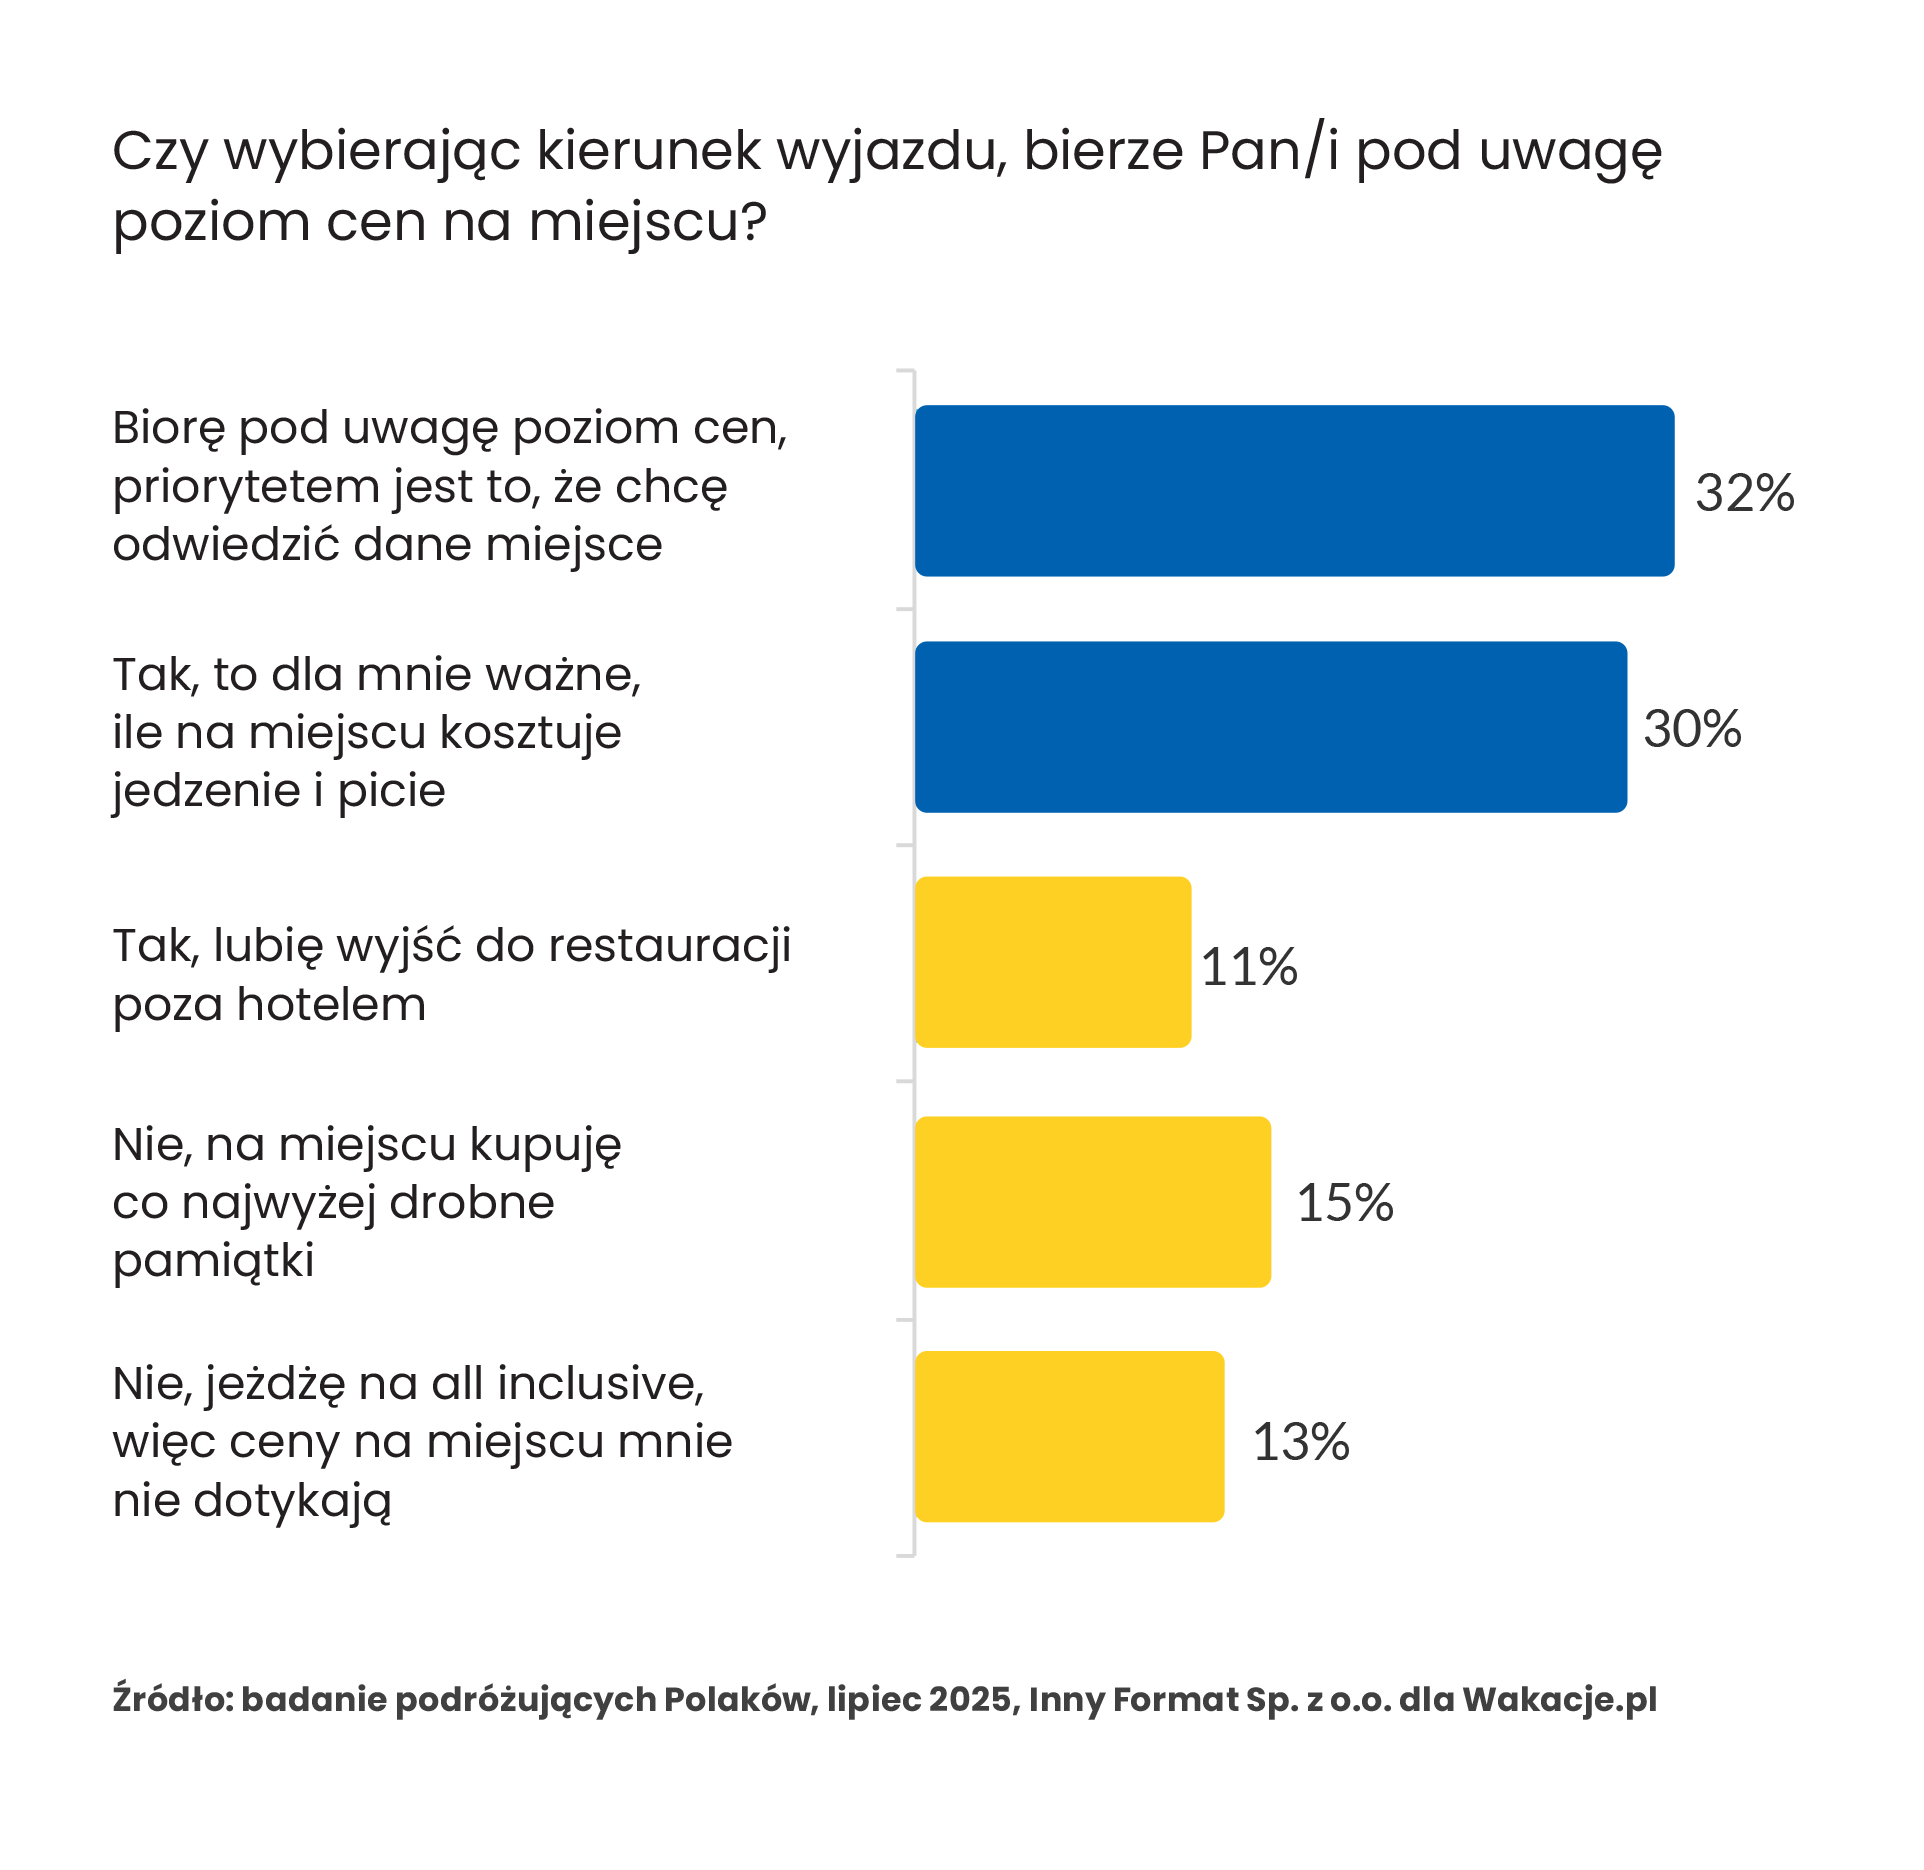 Czy wybierając kierunek wyjazdu, bierze Pan/i pod uwagę
poziom cen na miejscu?
Biorę pod uwagę poziom cen,
priorytetem jest to, że chcę
odwiedzić dane miejsce
32%
Tak, to dla mnie ważne,
ile na miejscu kosztuje
jedzenie i picie
30%
Tak, lubię wyjść do restauracji
poza hotelem
11%
Nie, na miejscu kupuję
co najwyżej drobne
pamiątki
15%
Nie, jeżdżę na all inclusive,
więc ceny na miejscu mnie
nie dotykają
13%
Źródło: badanie podróżujących Polaków, lipiec 2025, Inny Format Sp. z o.o. dla Wakacje.pl